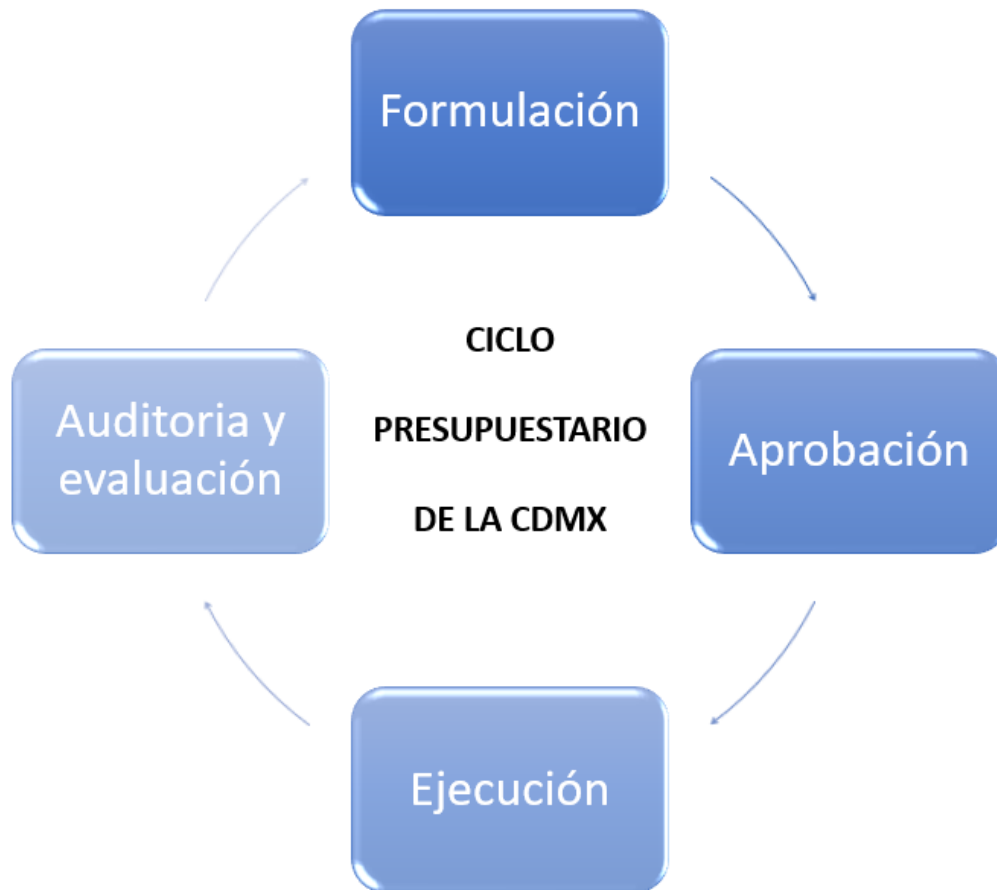 Formulación
CICLO
PRESUPUESTARIO
DE LA CDMX
Auditoria y
evaluación
Aprobación
Ejecución